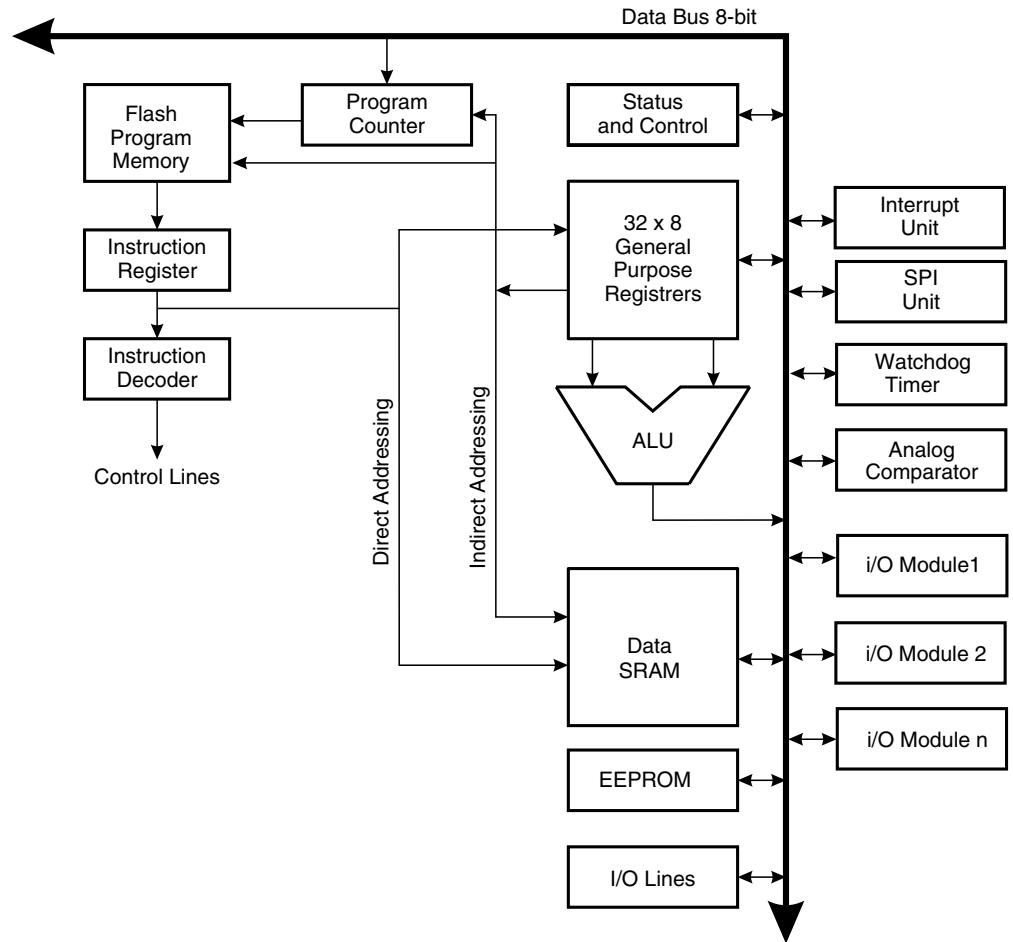 Data Bus 8-bit
Flash
Program
Memory
Program
Counter
Status
and Control
32 x 8
General
Purpose
Registrers
Interrupt
Unit
Instruction
Register
SPI
Unit
Instruction
Decoder
Watchdog
Timer
Direct Addressing
Indirect Addressing
ALU
Analog
Comparator
Control Lines
i/O Module1
Data
SRAM
i/O Module 2
i/O Module n
EEPROM
I/O Lines